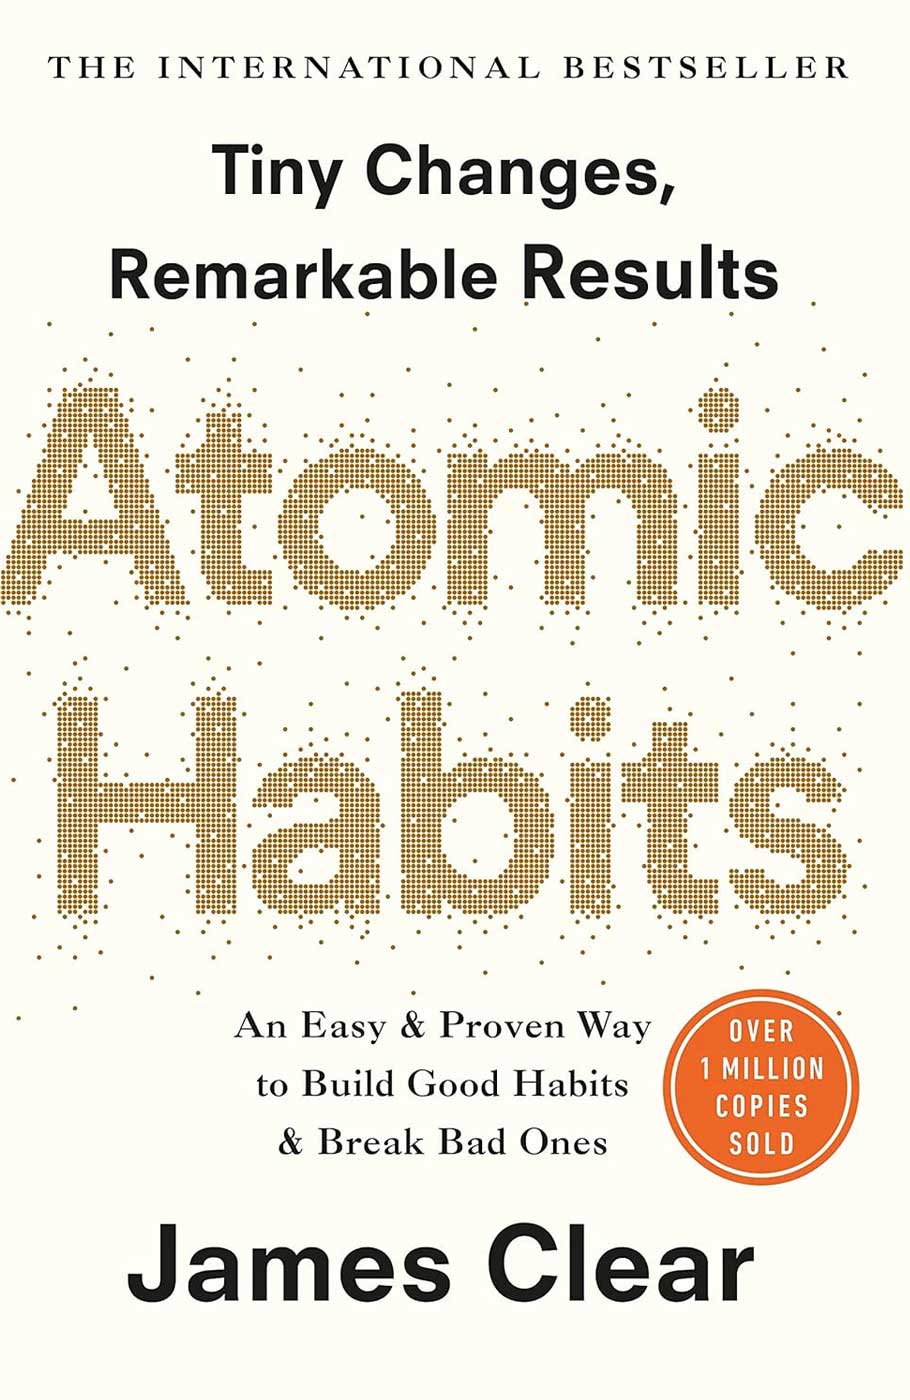 THE INTERNATIONAL BESTSELLER
Tiny Changes,
Remarkable Results
Atomic
Habits
An Easy & Proven Way
to Build Good Habits
& Break Bad Ones
OVER
1 MILLION
COPIES
SOLD
James Clear